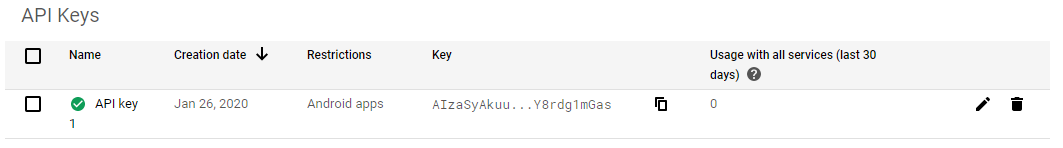 API Keys
Name Creation date Restrictions Key Usage with all services (last 30
days)
API key Jan 26, 2020 Android apps AIzaSyAkuu...Y8rdg1mGas 0
1